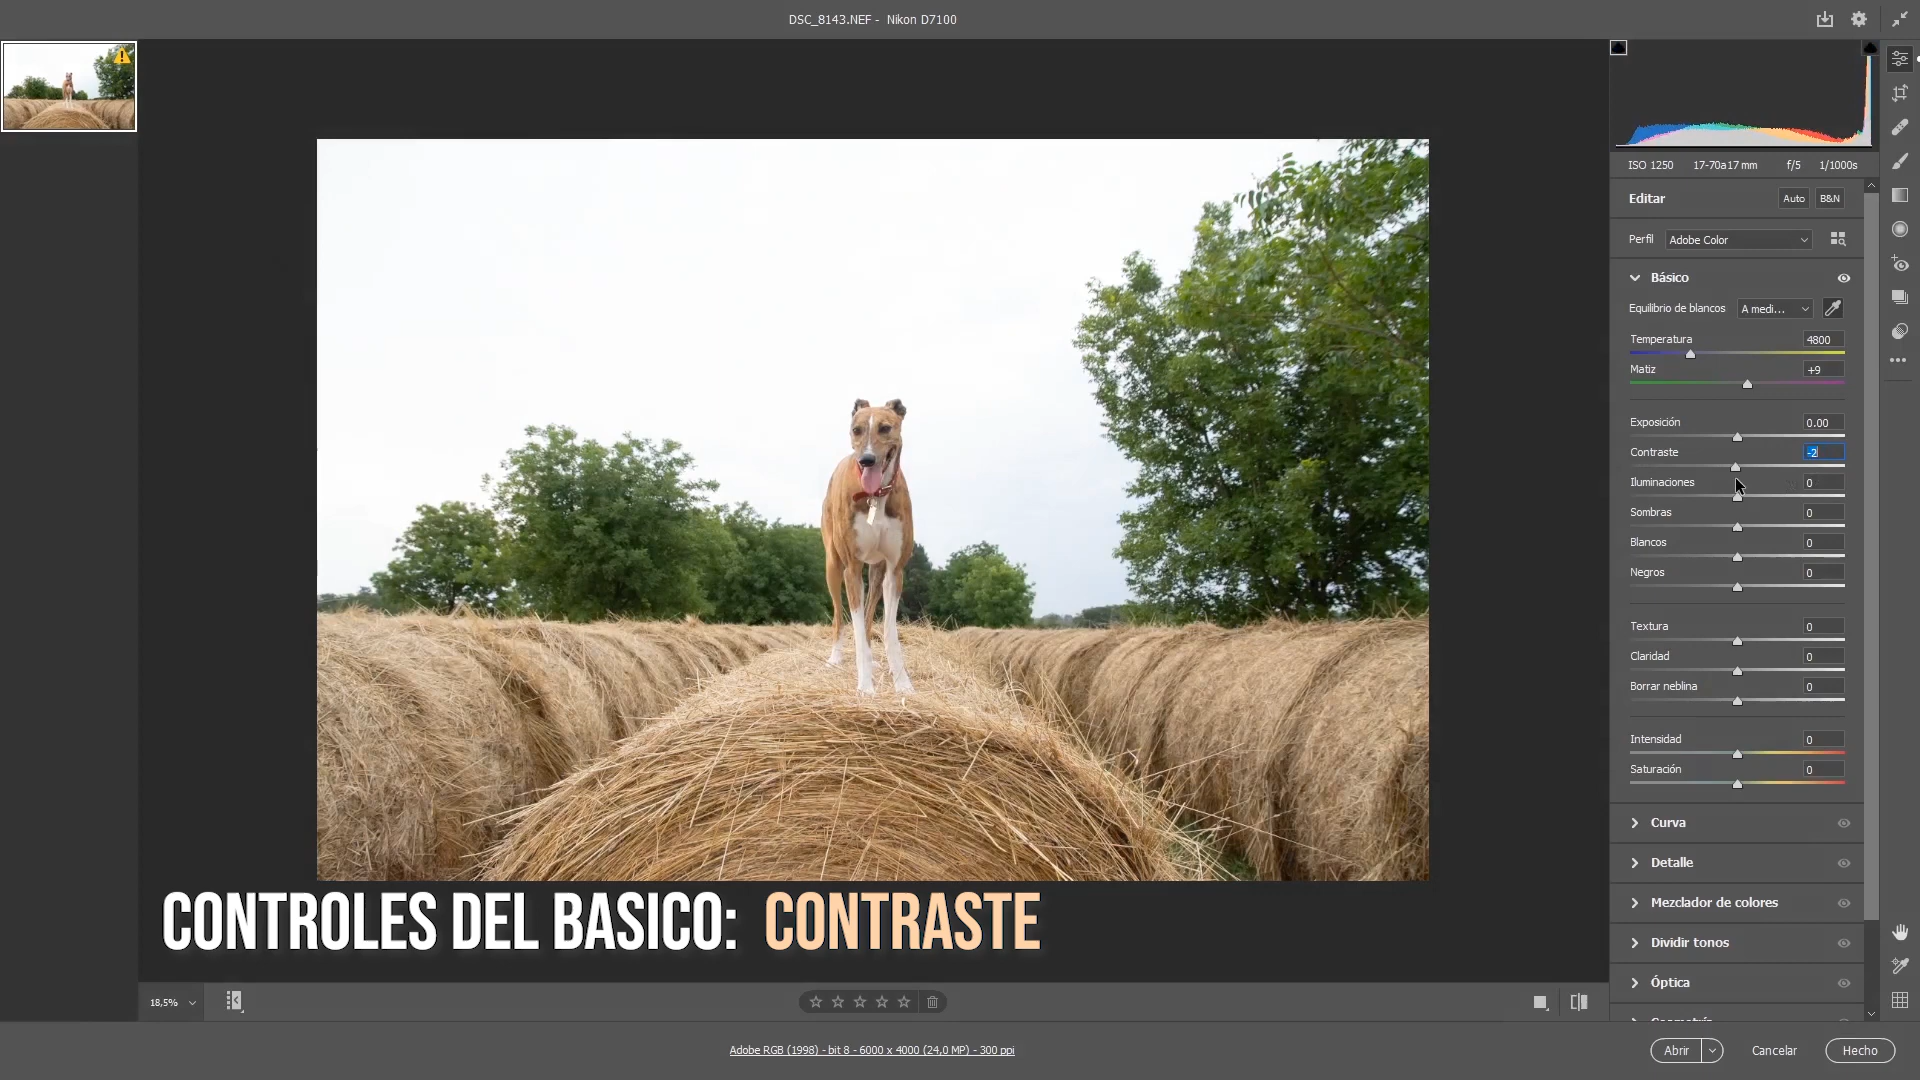 DSC_8143.NEF - Nikon D7100
ISO 1250 17-70a17 mm f/5 1/1000s
Editar Auto B&N
Perfil Adobe Color
Básico
Equilibrio de blancos A medi...
Temperatura 4800
Matiz +9
Exposición 0.00
Contraste -2
Iluminaciones 0
Sombras 0
Blancos 0
Negros 0
Textura 0
Claridad 0
Borrar neblina 0
Intensidad 0
Saturación 0
Curva
Detalle
Mezclador de colores
Dividir tonos
Óptica
Geometría
CONTROLES DEL BASICO: CONTRASTE
18,5%
Adobe RGB (1998) - bit 8 - 6000 x 4000 (24,0 MP) - 300 ppi
Abrir Cancelar Hecho